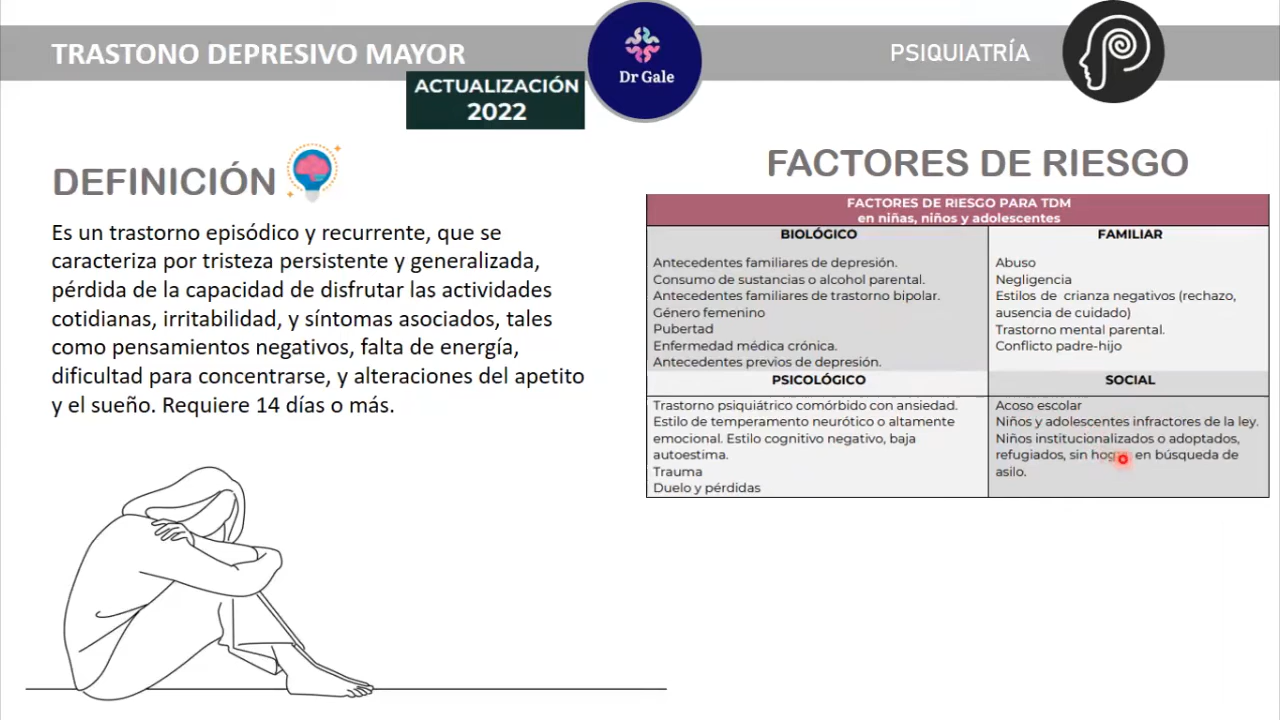 TRASTONO DEPRESIVO MAYOR
ACTUALIZACIÓN
2022
Dr Gale
PSIQUIATRÍA
DEFINICIÓN
Es un trastorno episódico y recurrente, que se
caracteriza por tristeza persistente y generalizada,
pérdida de la capacidad de disfrutar las actividades
cotidianas, irritabilidad, y síntomas asociados, tales
como pensamientos negativos, falta de energía,
dificultad para concentrarse, y alteraciones del apetito
y el sueño. Requiere 14 días o más.
FACTORES DE RIESGO
FACTORES DE RIESGO PARA TDM
en niñas, niños y adolescentes
BIOLÓGICO
Antecedentes familiares de depresión.
Consumo de sustancias o alcohol parental.
Antecedentes familiares de trastorno bipolar.
Género femenino
Pubertad
Enfermedad médica crónica.
Antecedentes previos de depresión.
FAMILIAR
Abuso
Negligencia
Estilos de crianza negativos (rechazo,
ausencia de cuidado)
Trastorno mental parental.
Conflicto padre-hijo
PSICOLÓGICO
Trastorno psiquiátrico comórbido con ansiedad.
Estilo de temperamento neurótico o altamente
emocional. Estilo cognitivo negativo, baja
autoestima.
Trauma
Duelo y pérdidas
SOCIAL
Acoso escolar
Niños y adolescentes infractores de la ley.
Niños institucionalizados o adoptados,
refugiados, sin en búsqueda de
asilo.